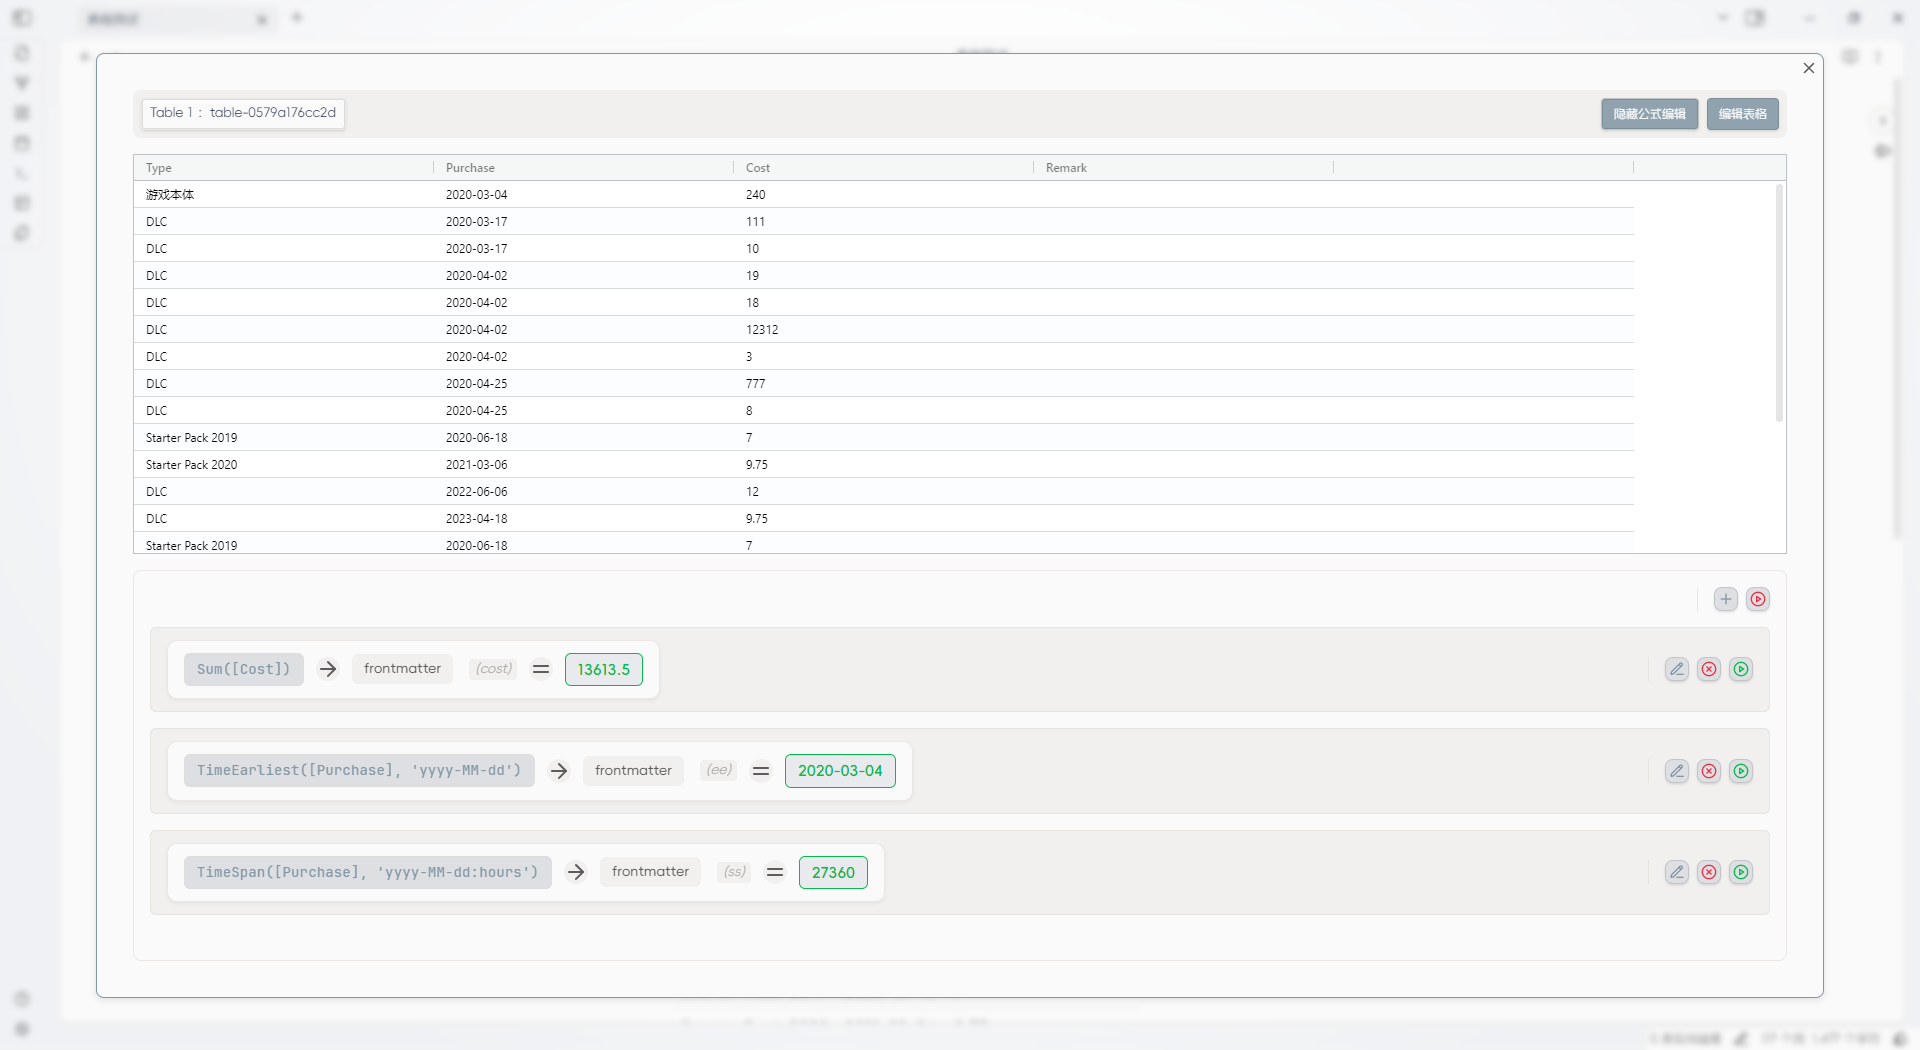 Table 1： table-0579a176cc2d 隐藏公式编辑 编辑表格
Type Purchase Cost Remark
游戏本体 2020-03-04 240
DLC 2020-03-17 111
DLC 2020-03-17 10
DLC 2020-04-02 19
DLC 2020-04-02 18
DLC 2020-04-02 12312
DLC 2020-04-02 3
DLC 2020-04-25 777
DLC 2020-04-25 8
Starter Pack 2019 2020-06-18 7
Starter Pack 2020 2021-03-06 9.75
DLC 2022-06-06 12
DLC 2023-04-18 9.75
Starter Pack 2019 2020-06-18 7
Sum([Cost]) → frontmatter (cost) = 13613.5
TimeEarliest([Purchase], 'yyyy-MM-dd') → frontmatter (ee) = 2020-03-04
TimeSpan([Purchase], 'yyyy-MM-dd:hours') → frontmatter (ss) = 27360